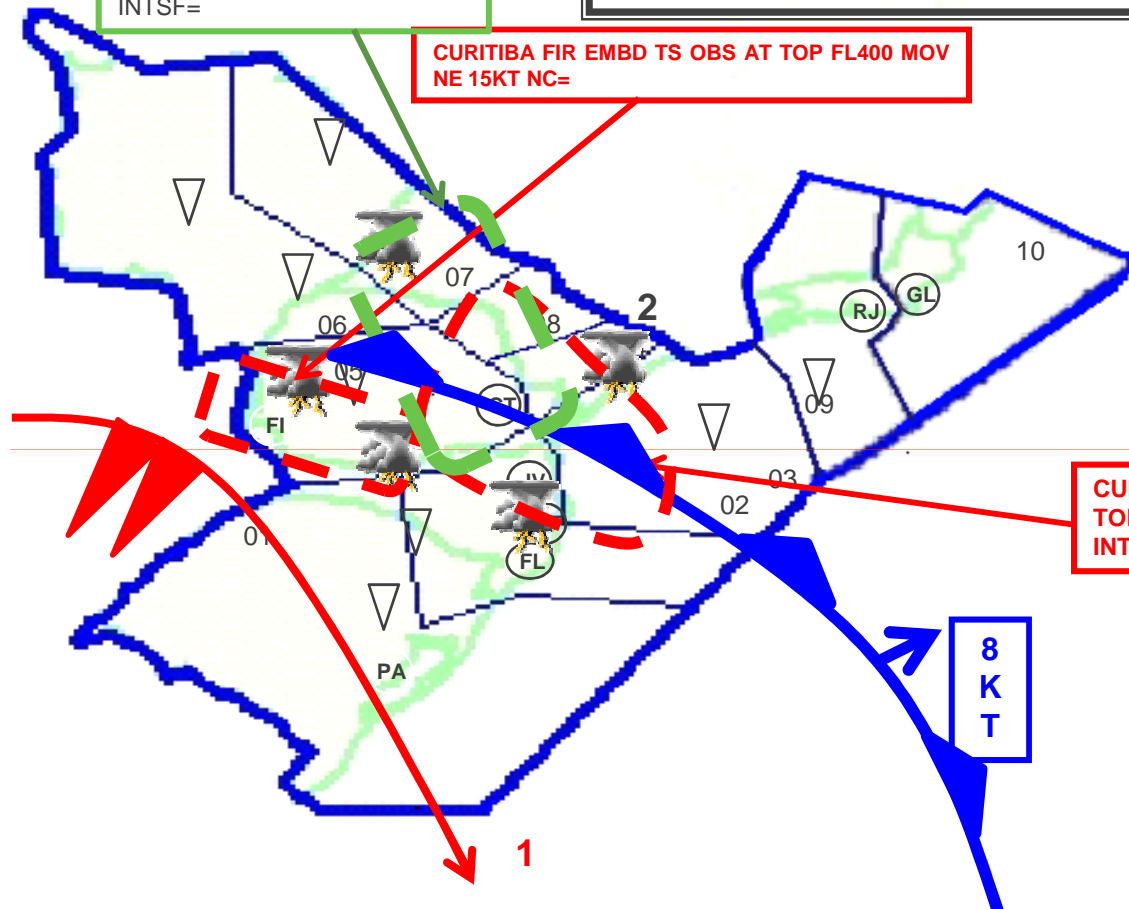 INTSF=
CURITIBA FIR EMBD TS OBS AT TOP FL400 MOV
NE 15KT NC=
10
07
GL
RJ
2
06
05
CT
09
FI
JV
03
02
CU
TO
INT
01
FL
PA
8
K
T
1